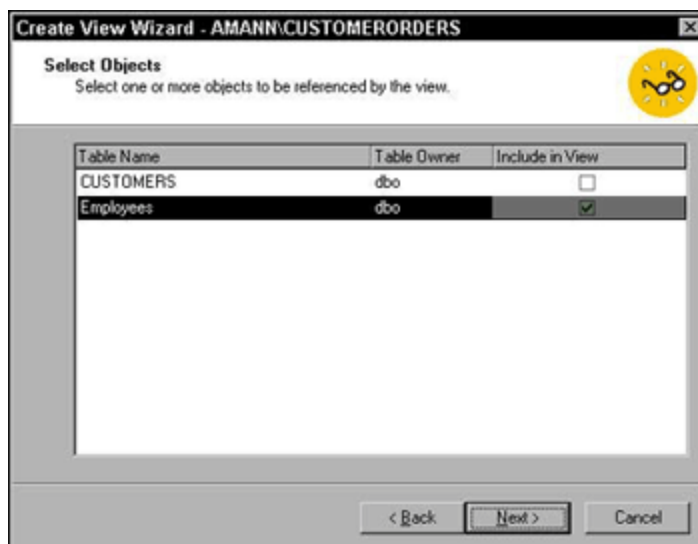 Create View Wizard - AMANN\CUSTOMERORDERS
Select Objects
Select one or more objects to be referenced by the view.
Table Name Table Owner Include in View
CUSTOMERS dbo
Employees dbo
< Back Next > Cancel